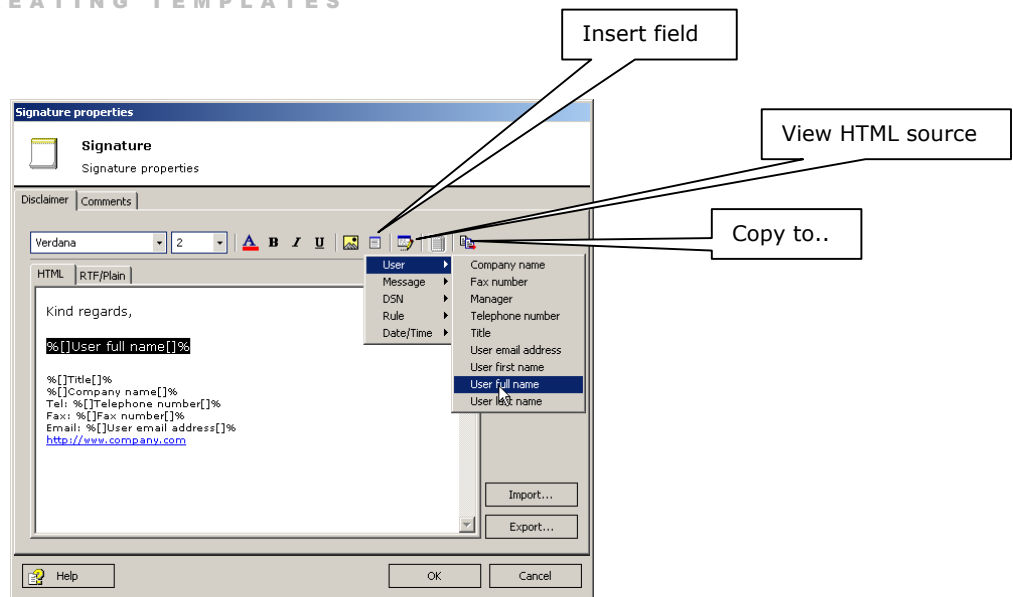 EATING TEMPLATES
Insert field
View HTML source
Copy to..
Signature properties
Signature
Signature properties
Disclaimer
Comments
Verdana
2
A B I U
HTML
RTF/Plain
User
Message
DSN
Rule
Date/Time
Company name
Fax number
Manager
Telephone number
Title
User email address
User first name
User full name
User last name
Kind regards,
%[]User full name[]%
%[]Title[]%
%[]Company name[]%
Tel: %[]Telephone number[]%
Fax: %[]Fax number[]%
Email: %[]User email address[]%
http://www.company.com
Import...
Export...
Help
OK
Cancel